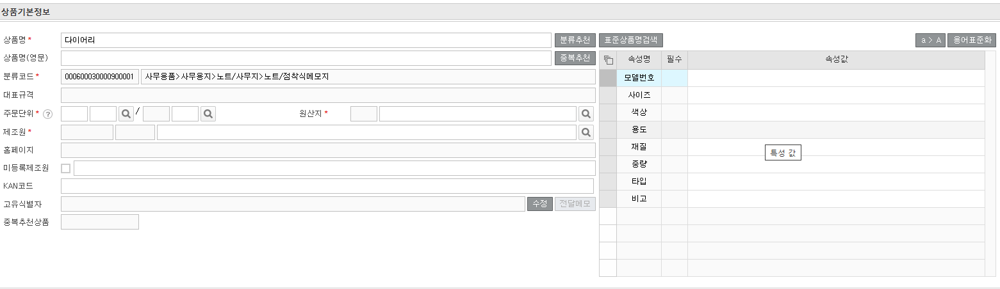 상품기본정보
상품명 * 다이어리 분류추천 표준상품명검색 a > A 용어표준화
상품명(영문) 중복추천
속성명 필수 속성값
분류코드 * 000600030000900001 사무용품>사무용지>노트/사무지>노트/점착식메모지
모델번호
대표규격
사이즈
주문단위 * ? / 원산지 *
색상
제조원 *
용도
홈페이지
재질
특성 값
미등록제조원
중량
KAN코드
타입
고유식별자 수정 전달메모
비고
중복추천상품